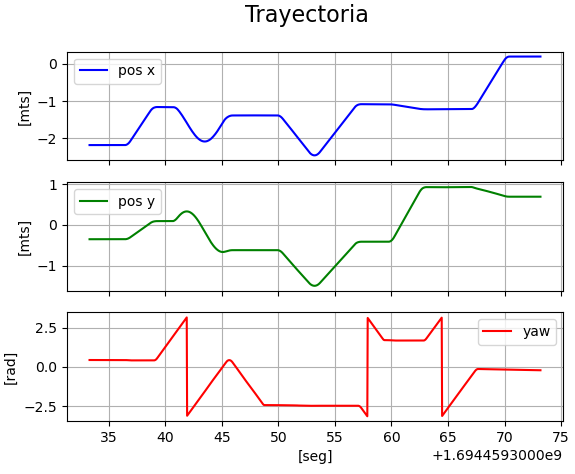 Trayectoria
0
−1
−2
[mts]
pos x
1
0
−1
[mts]
pos y
2.5
0.0
−2.5
[rad]
yaw
35 40 45 50 55 60 65 70 75
[seg]
+1.6944593000e9